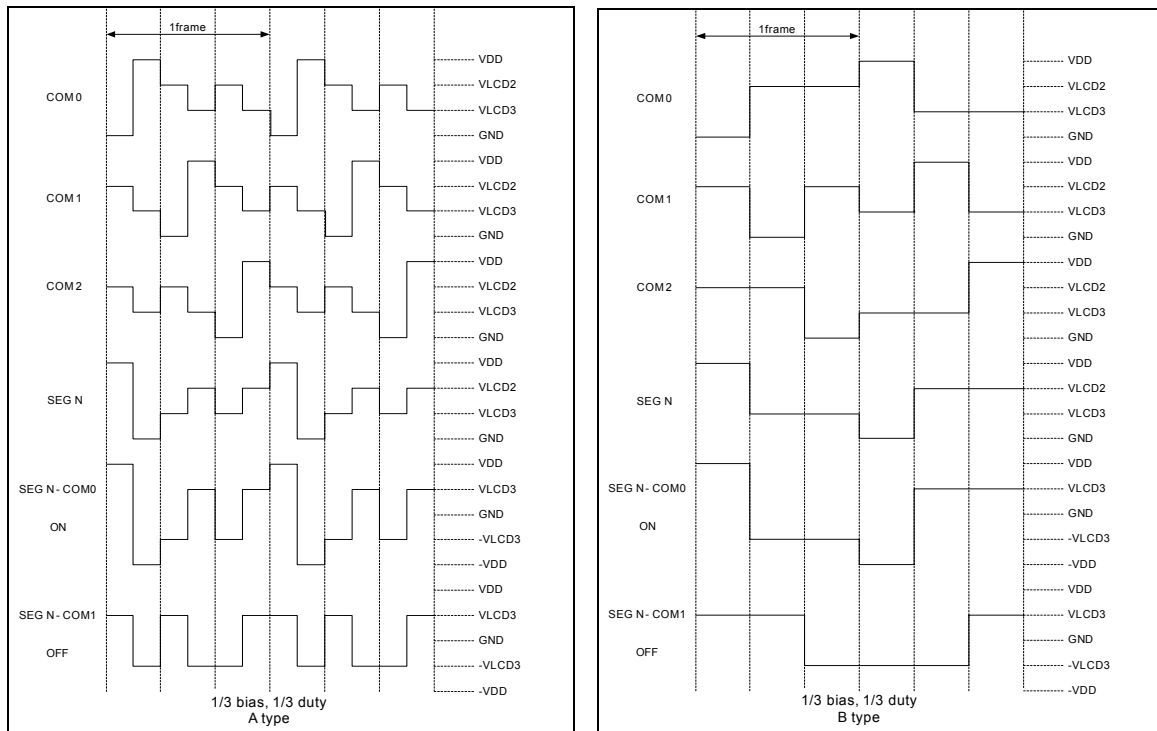 1frame
COM0
VDD
VLCD2
VLCD3
GND
COM1
VDD
VLCD2
VLCD3
GND
COM2
VDD
VLCD2
VLCD3
GND
SEG N
VDD
VLCD2
VLCD3
GND
SEG N-COM0
ON
VDD
VLCD3
GND
-VLCD3
-VDD
SEG N-COM1
OFF
VDD
VLCD3
GND
-VLCD3
-VDD
1/3 bias, 1/3 duty
A type
1frame
COM0
VDD
VLCD2
VLCD3
GND
COM1
VDD
VLCD2
VLCD3
GND
COM2
VDD
VLCD2
VLCD3
GND
SEG N
VDD
VLCD2
VLCD3
GND
SEG N-COM0
ON
VDD
VLCD3
GND
-VLCD3
-VDD
SEG N-COM1
OFF
VDD
VLCD3
GND
-VLCD3
-VDD
1/3 bias, 1/3 duty
B type